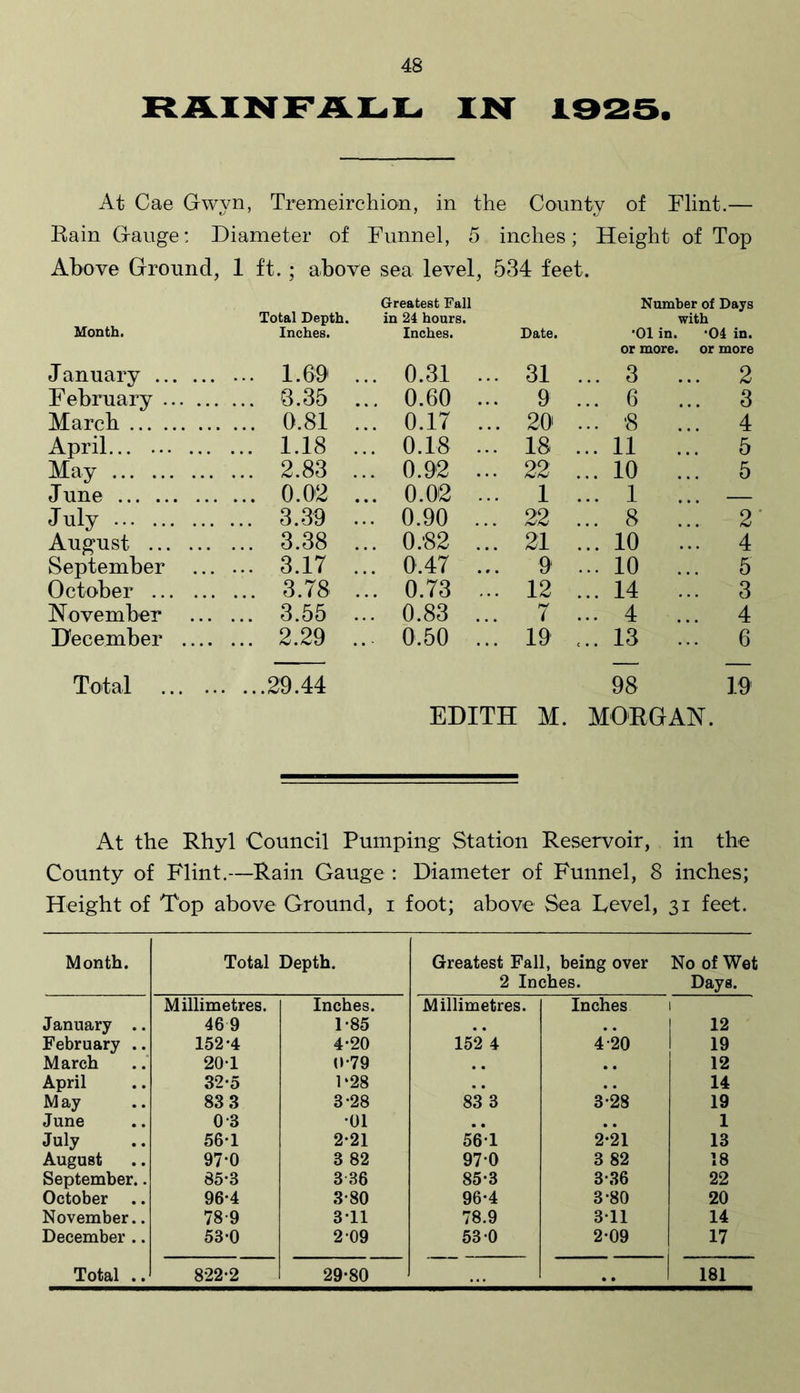 48
RAINFALL IN 1925.
At Cae Gwyn, Tremeirchion, in the County of Flint.—
Rain Gauge: Diameter of Funnel, 5 inches; Height of Top
Above Ground, 1 ft.; above sea level, 534 feet.
Greatest Fall Number of Days
Total Depth. in 24 hours. with
Month. Inches. Inches. Date. ·01 in. ·04 in.
or more. or more
January ... ... ... 1.69 ... 0.31 ... 31 ... 3 ... 2
February ... ... ... 3.35 ... 0.60 ... 9 ... 6 ... 3
March ... ... ... ... 0.81 ... 0.17 ... 20 ... 8 ... 4
April... ... ... ... 1.18 ... 0.18 ... 18 ... 11 ... 5
May ... ... ... ... 2.83 ... 0.92 ... 22 ... 10 ... 5
June ... ... ... ... 0.02 ... 0.02 ... 1 ... 1 ... —
July ... ... ... ... 3.39 ... 0.90 ... 22 ... 8 ... 2
August ... ... ... 3.38 ... 0.82 ... 21 ... 10 ... 4
September ... ... 3.17 ... 0.47 ... 9 ... 10 ... 5
October ... ... ... 3.78 ... 0.73 ... 12 ... 14 ... 3
November ... ... 3.55 ... 0.83 ... 7 ... 4 ... 4
December .... ... 2.29 ... 0.50 ... 19 ... 13 ... 6
Total ... ... ...29.44 98 19
EDITH M. MORGAN.
At the Rhyl Council Pumping Station Reservoir, in the
County of Flint.—Rain Gauge : Diameter of Funnel, 8 inches;
Height of Top above Ground, 1 foot; above Sea Level, 31 feet.
Month. Total Depth. Greatest Fall, being over No of Wet
2 Inches. Days.
Millimetres. Inches. Millimetres. Inches
January .. 46 9 1·85 .. .. 12
February .. 152·4 4·20 152 4 4·20 19
March .. 20·1 0·79 .. .. 12
April .. 32·5 1·28 .. .. 14
May .. 83 3 3·28 83 3 3·28 19
June .. 0·3 ·01 .. .. 1
July .. 56·1 2·21 56·1 2·21 13
August .. 97·0 3 82 97·0 3 82 18
September.. 85·3 3·36 85·3 3·36 22
October .. 96·4 3·80 96·4 3·80 20
November.. 78·9 3·11 78.9 3·11 14
December .. 53·0 2·09 53·0 2·09 17
Total .. 822·2 29·80 ... .. 181